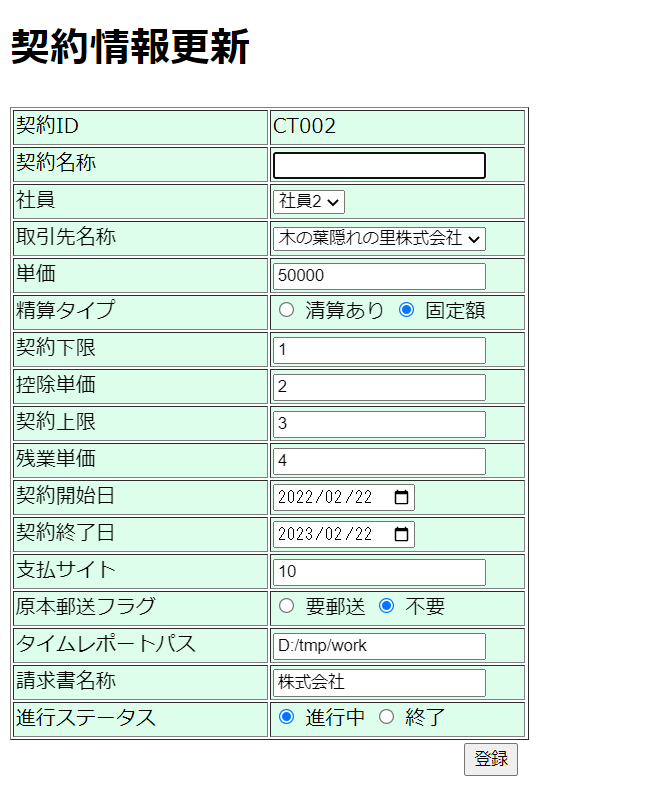 契約情報更新
契約ID CT002
契約名称
社員 社員2
取引先名称 木の葉隠れの里株式会社
単価 50000
精算タイプ 清算あり 固定額
契約下限 1
控除単価 2
契約上限 3
残業単価 4
契約開始日 2022/02/22
契約終了日 2023/02/22
支払サイト 10
原本郵送フラグ 要郵送 不要
タイムレポートパス D:/tmp/work
請求書名称 株式会社
進行ステータス 進行中 終了
登録